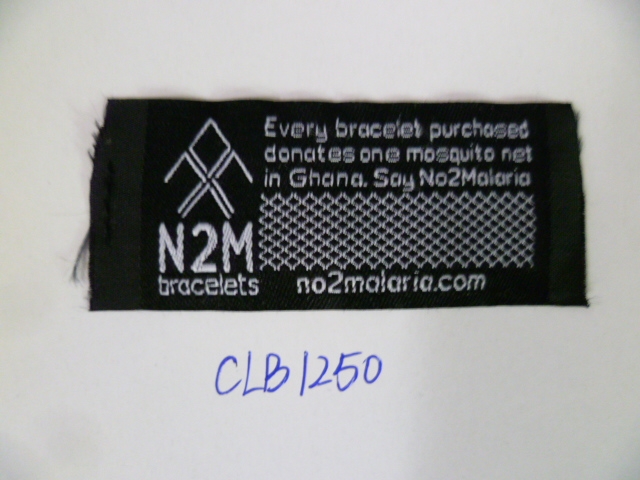 Every bracelet purchased
donates one mosquito net
in Ghana. Say No2Malaria
N2M
bracelets
no2malaria.com
CLB1250